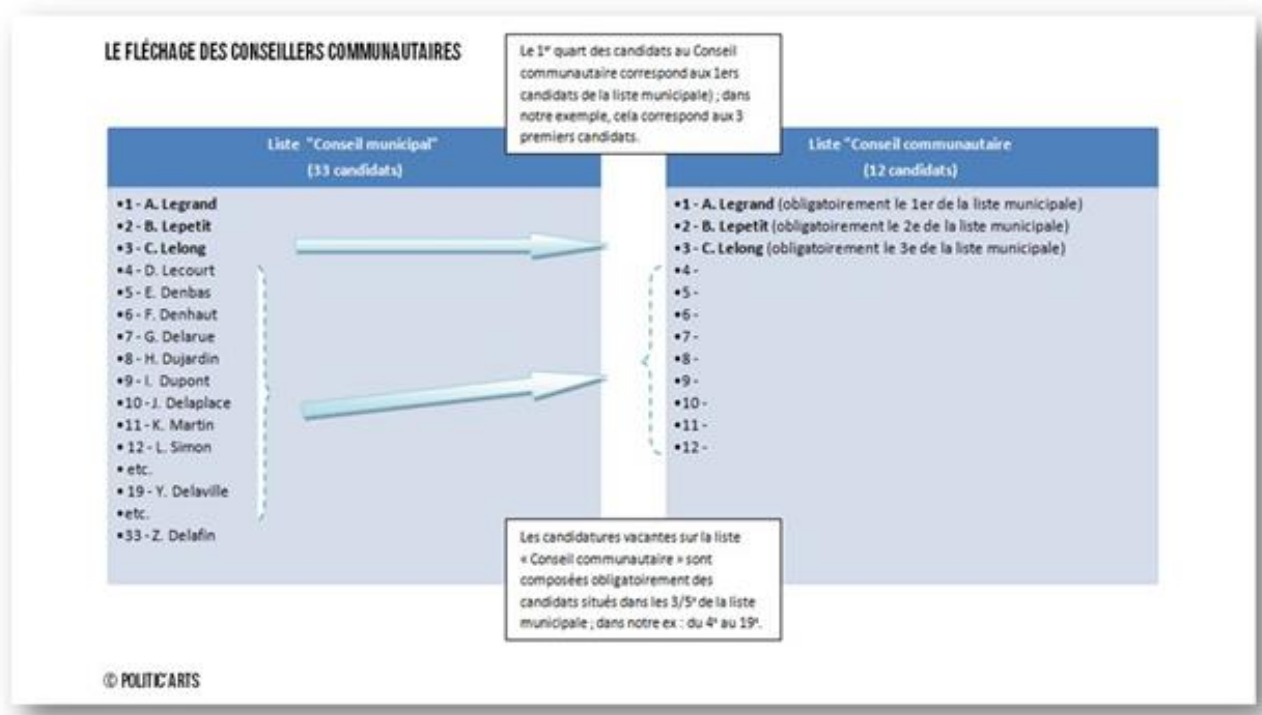 LE FLÉCHAGE DES CONSEILLERS COMMUNAUTAIRES
Le 1er quart des candidats au Conseil
communautaire correspond aux 1ers
candidats de la liste municipale) ; dans
notre exemple, cela correspond aux 3
premiers candidats.
Liste "Conseil municipal"
(33 candidats)
•1 - A. Legrand
•2 - B. Lepetit
•3 - C. Lelong
•4 - D. Lecourt
•5 - E. Denbas
•6 - F. Denhaut
•7 - G. Delarue
•8 - H. Dujardin
•9 - I. Dupont
•10 - J. Delaplace
•11 - K. Martin
• 12 - L. Simon
• etc.
• 19 - Y. Delaville
•etc.
•33 - Z. Delafin
Liste "Conseil communautaire
(12 candidats)
•1 - A. Legrand (obligatoirement le 1er de la liste municipale)
•2 - B. Lepetit (obligatoirement le 2e de la liste municipale)
•3 - C. Lelong (obligatoirement le 3e de la liste municipale)
•4 -
•5 -
•6 -
•7 -
•8 -
•9 -
•10 -
•11 -
•12 -
Les candidatures vacantes sur la liste
« Conseil communautaire » sont
composées obligatoirement des
candidats situés dans les 3/5e de la liste
municipale ; dans notre ex : du 4e au 19e.
© POLITIC'ARTS